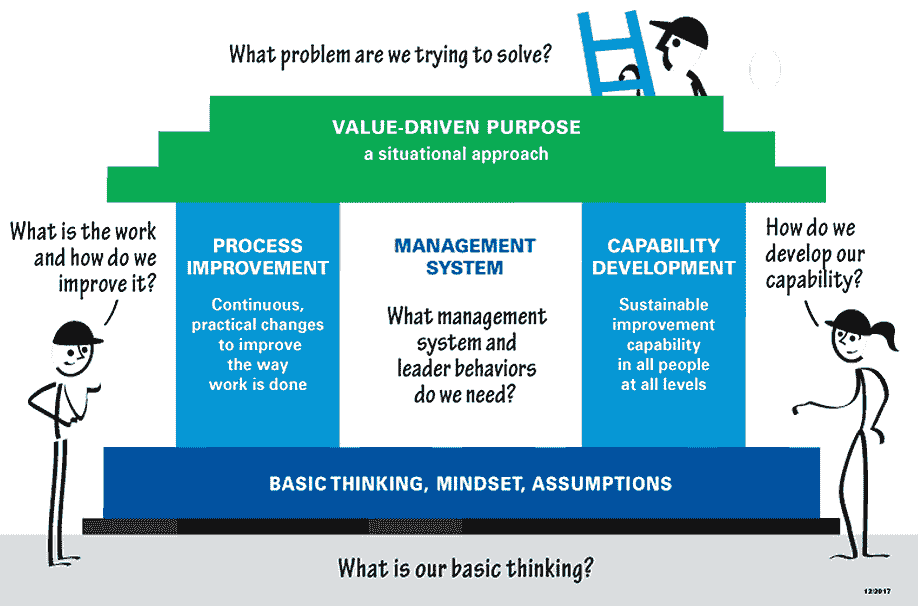 What problem are we trying to solve?
VALUE-DRIVEN PURPOSE
a situational approach
What is the work
and how do we
improve it?
PROCESS
IMPROVEMENT
Continuous,
practical changes
to improve
the way
work is done
MANAGEMENT
SYSTEM
What management
system and
leader behaviors
do we need?
CAPABILITY
DEVELOPMENT
Sustainable
improvement
capability
in all people
at all levels
How do we
develop our
capability?
BASIC THINKING, MINDSET, ASSUMPTIONS
What is our basic thinking?
12/2017